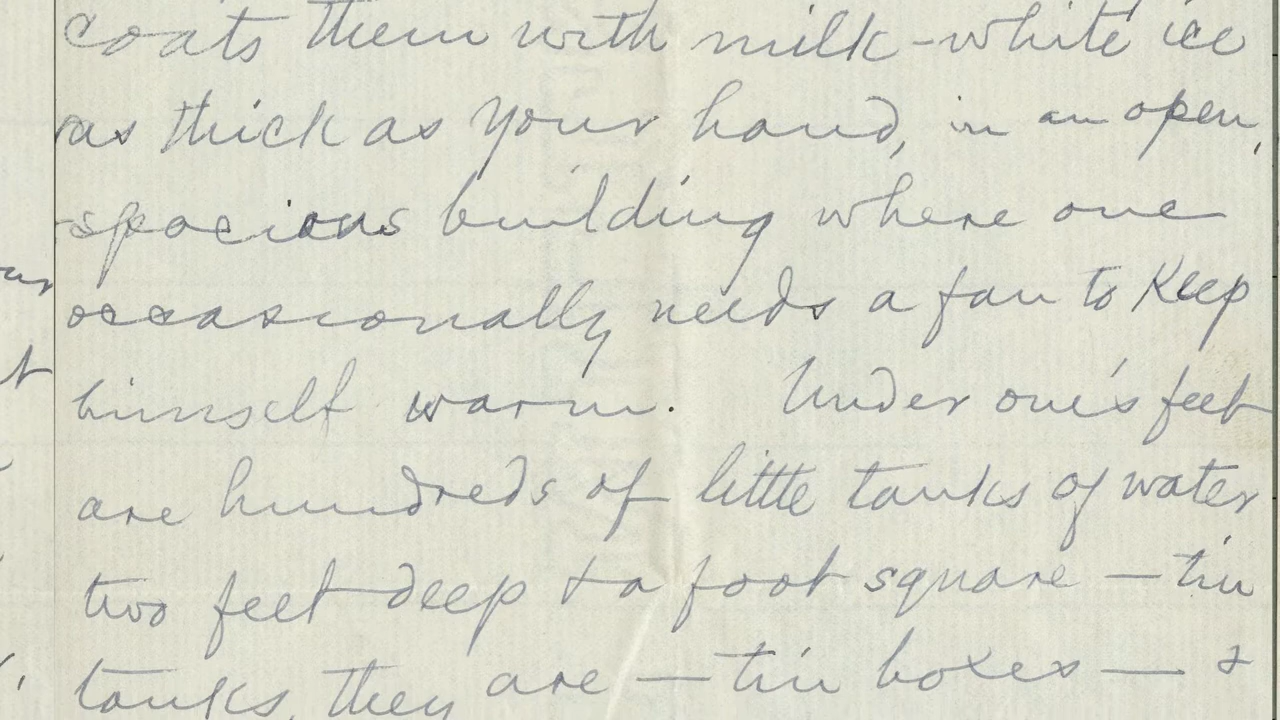 coats them with milk-white ice
as thick as your hand, in an open,
spacious building where one
occasionally needs a fan to keep
himself warm. Under one's feet
are hundreds of little tanks of water
two feet deep & a foot square — tin
tanks, they are — tin boxes — &